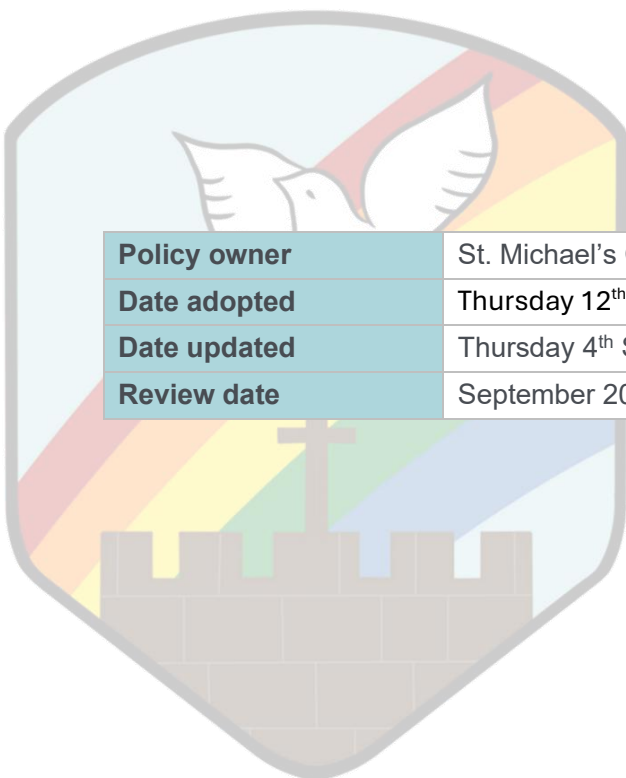 Policy owner St. Michael's
Date adopted Thursday 12th
Date updated Thursday 4th
Review date September